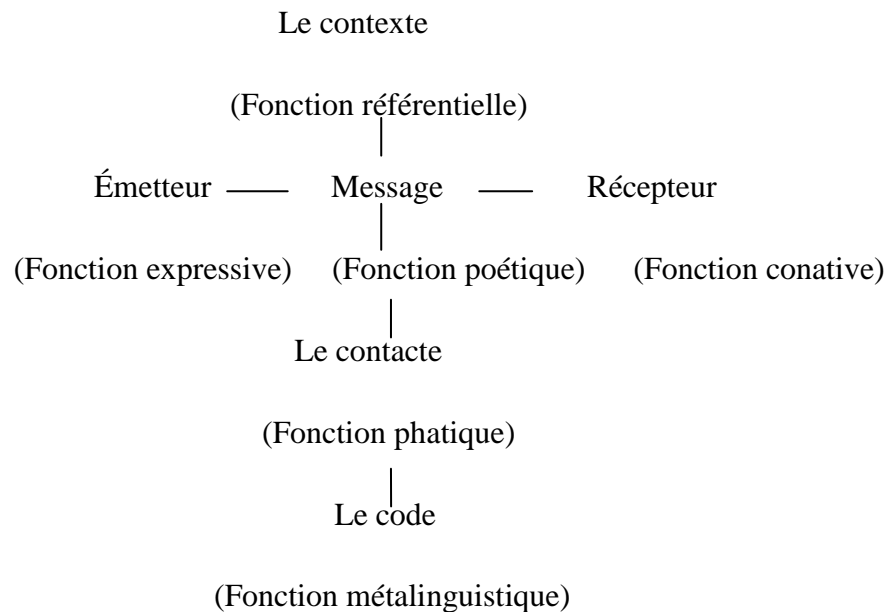 Le contexte
(Fonction référentielle)
Émetteur Message Récepteur
(Fonction expressive) (Fonction poétique) (Fonction conative)
Le contacte
(Fonction phatique)
Le code
(Fonction métalinguistique)